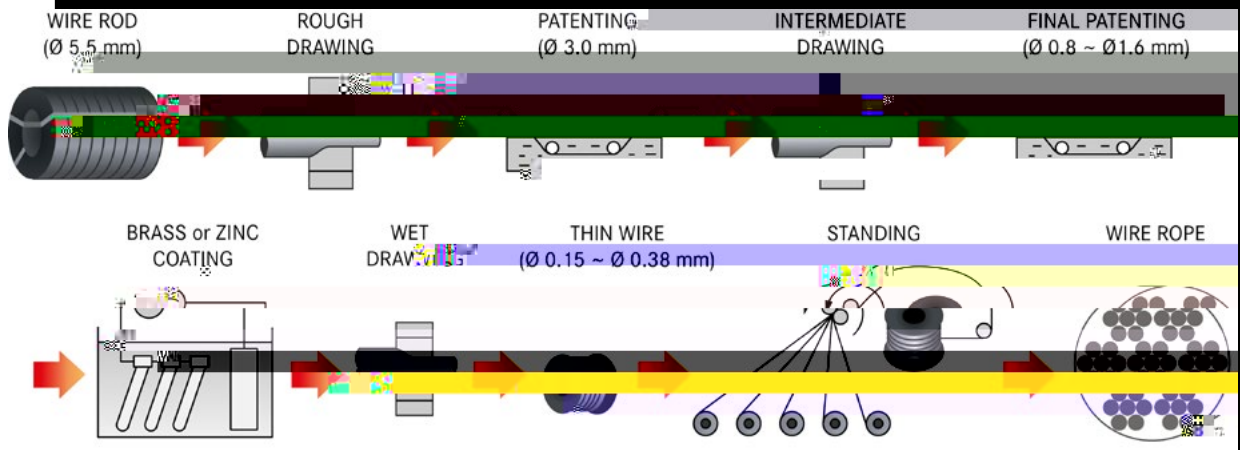 WIRE ROD
(Ø 5.5 mm)
ROUGH
DRAWING
PATENTING
(Ø 3.0 mm)
INTERMEDIATE
DRAWING
FINAL PATENTING
(Ø 0.8 ~ Ø1.6 mm)
BRASS or ZINC
COATING
WET
THIN WIRE
(Ø 0.15 ~ Ø 0.38 mm)
STANDING
WIRE ROPE